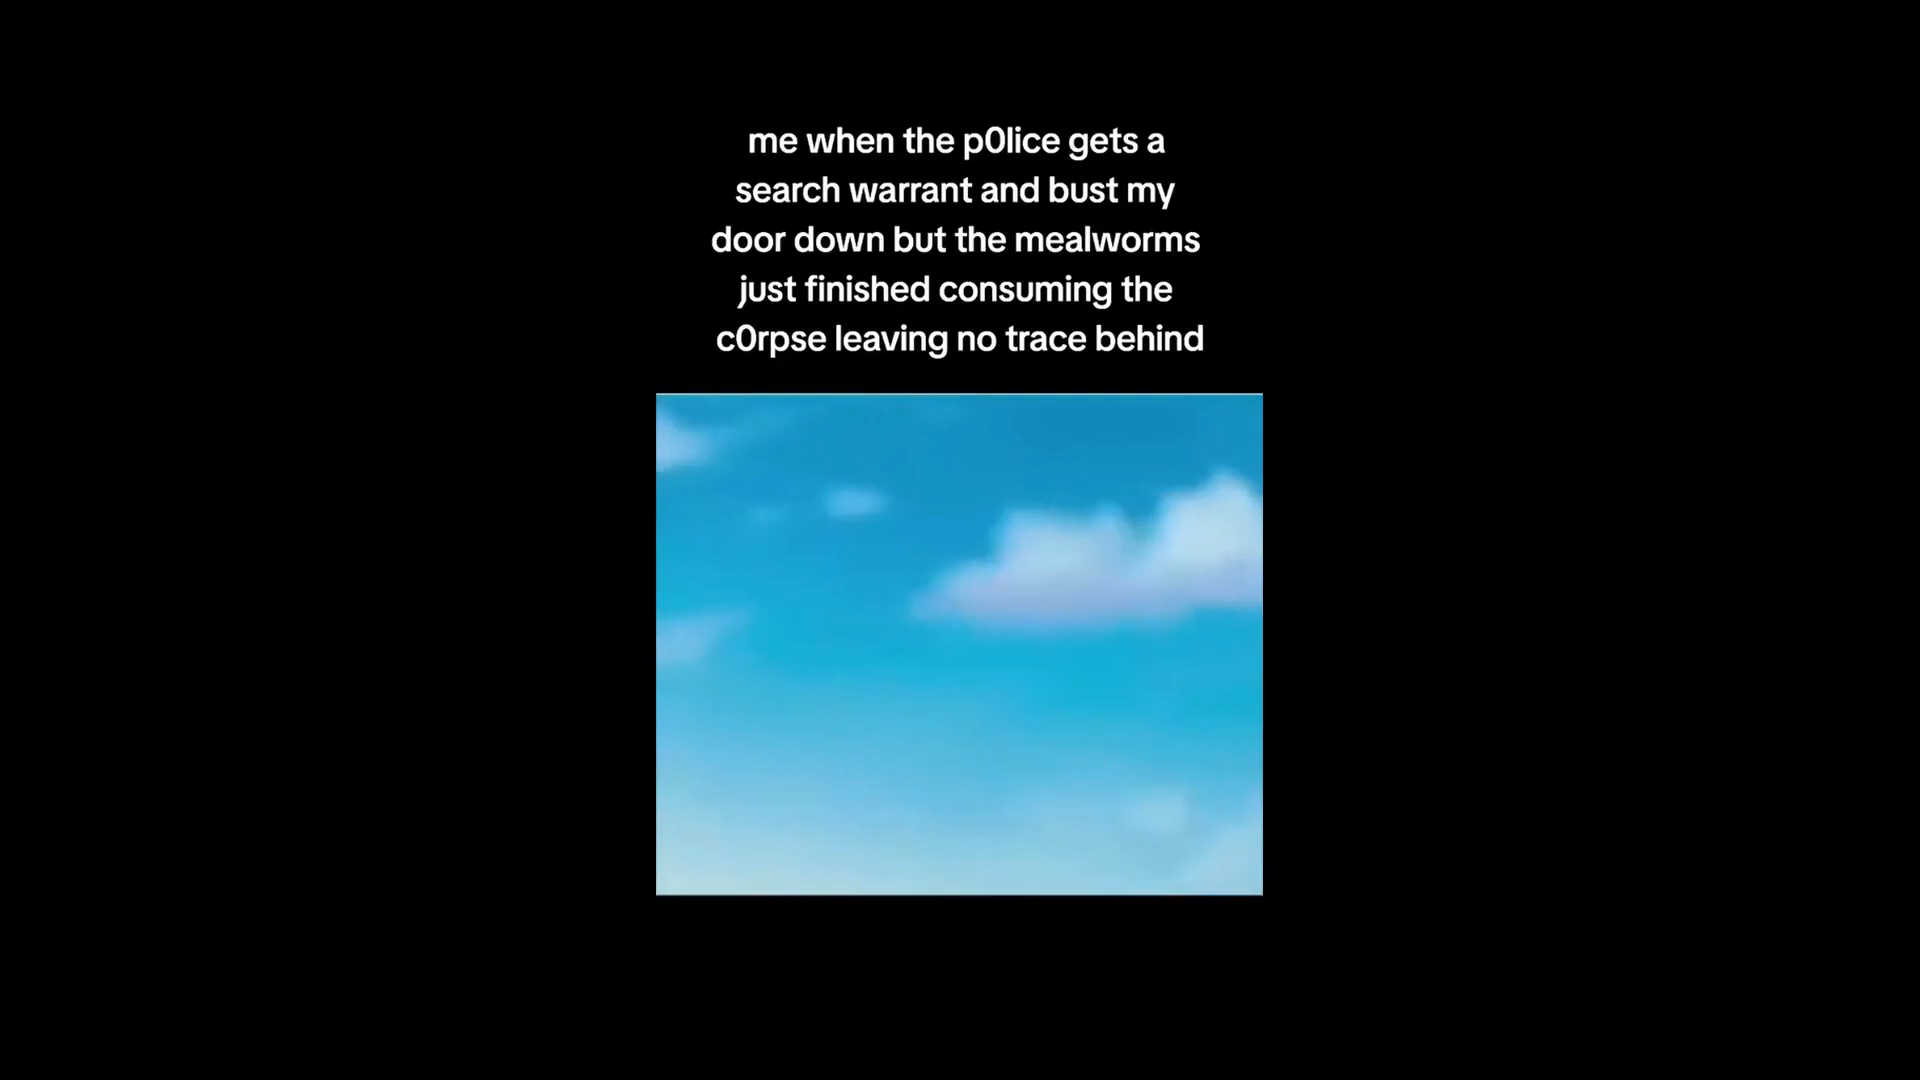 me when the p0lice gets a
search warrant and bust my
door down but the mealworms
just finished consuming the
c0rpse leaving no trace behind